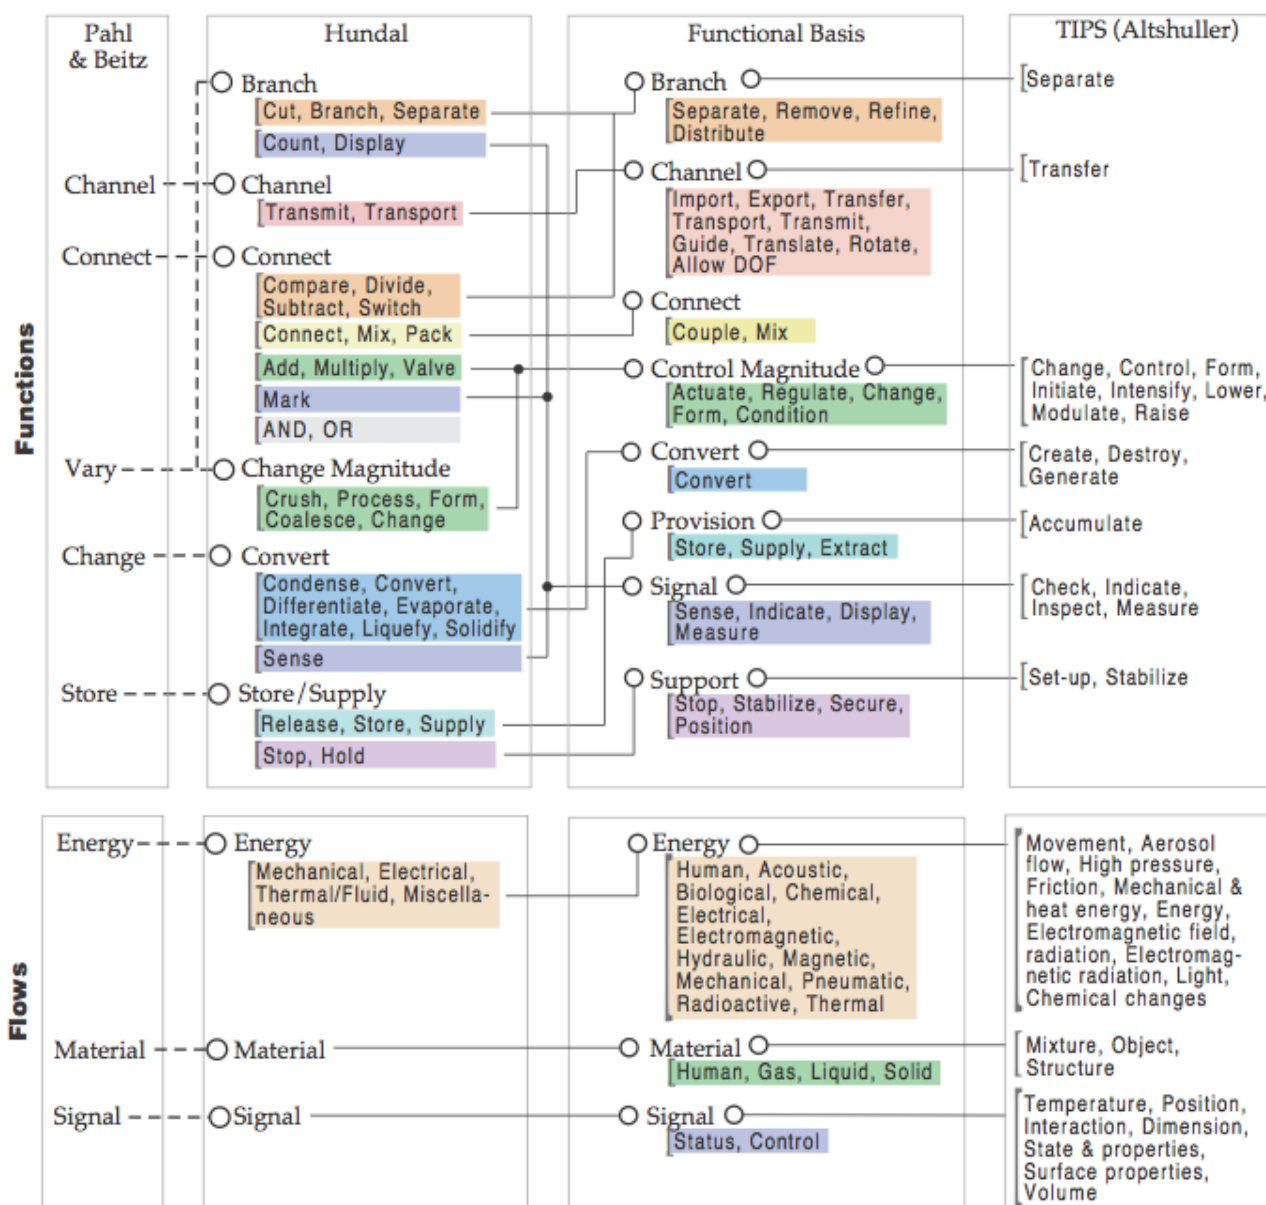 Pahl
& Beitz
Channel
Connect
Vary
Change
Store
Hundal
Branch
Cut, Branch, Separate
Count, Display
Channel
Transmit, Transport
Connect
Compare, Divide,
Subtract, Switch
Connect, Mix, Pack
Add, Multiply, Valve
Mark
AND, OR
Change Magnitude
Crush, Process, Form,
Coalesce, Change
Convert
Condense, Convert,
Differentiate, Evaporate,
Integrate, Liquefy, Solidify
Sense
Store/Supply
Release, Store, Supply
Stop, Hold
Functional Basis
Branch
Separate, Remove, Refine,
Distribute
Channel
Import, Export, Transfer,
Transport, Transmit,
Guide, Translate, Rotate,
Allow DOF
Connect
Couple, Mix
Control Magnitude
Actuate, Regulate, Change,
Form, Condition
Convert
Convert
Provision
Store, Supply, Extract
Signal
Sense, Indicate, Display,
Measure
Support
Stop, Stabilize, Secure,
Position
TIPS (Altshuller)
Separate
Transfer
Change, Control, Form,
Initiate, Intensify, Lower,
Modulate, Raise
Create, Destroy,
Generate
Accumulate
Check, Indicate,
Inspect, Measure
Set-up, Stabilize
Functions
Energy
Material
Signal
Energy
Mechanical, Electrical,
Thermal/Fluid, Miscella-
neous
Material
Signal
Energy
Human, Acoustic,
Biological, Chemical,
Electrical,
Electromagnetic,
Hydraulic, Magnetic,
Mechanical, Pneumatic,
Radioactive, Thermal
Material
Human, Gas, Liquid, Solid
Signal
Status, Control
Movement, Aerosol
flow, High pressure,
Friction, Mechanical &
heat energy, Energy,
Electromagnetic field,
radiation, Electromag-
netic radiation, Light,
Chemical changes
Mixture, Object,
Structure
Temperature, Position,
Interaction, Dimension,
State & properties,
Surface properties,
Volume
Flows